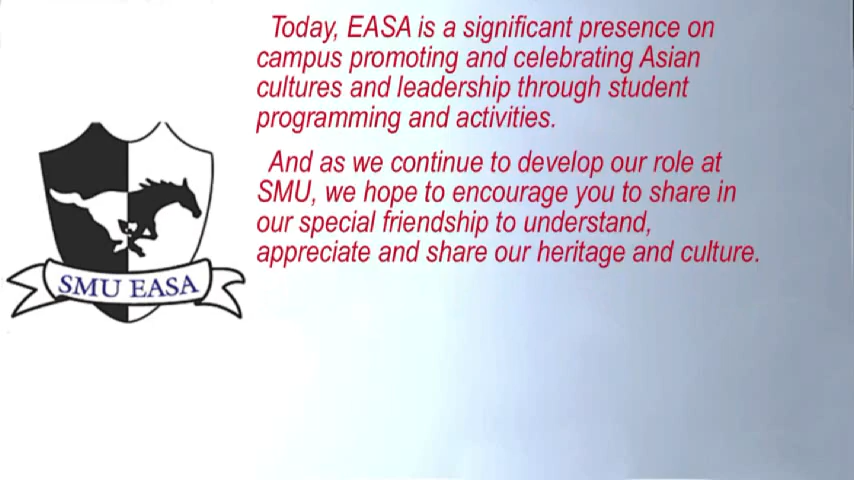 Today, EASA is a significant presence on
campus promoting and celebrating Asian
cultures and leadership through student
programming and activities.
And as we continue to develop our role at
SMU, we hope to encourage you to share in
our special friendship to understand,
appreciate and share our heritage and culture.
SMU EASA